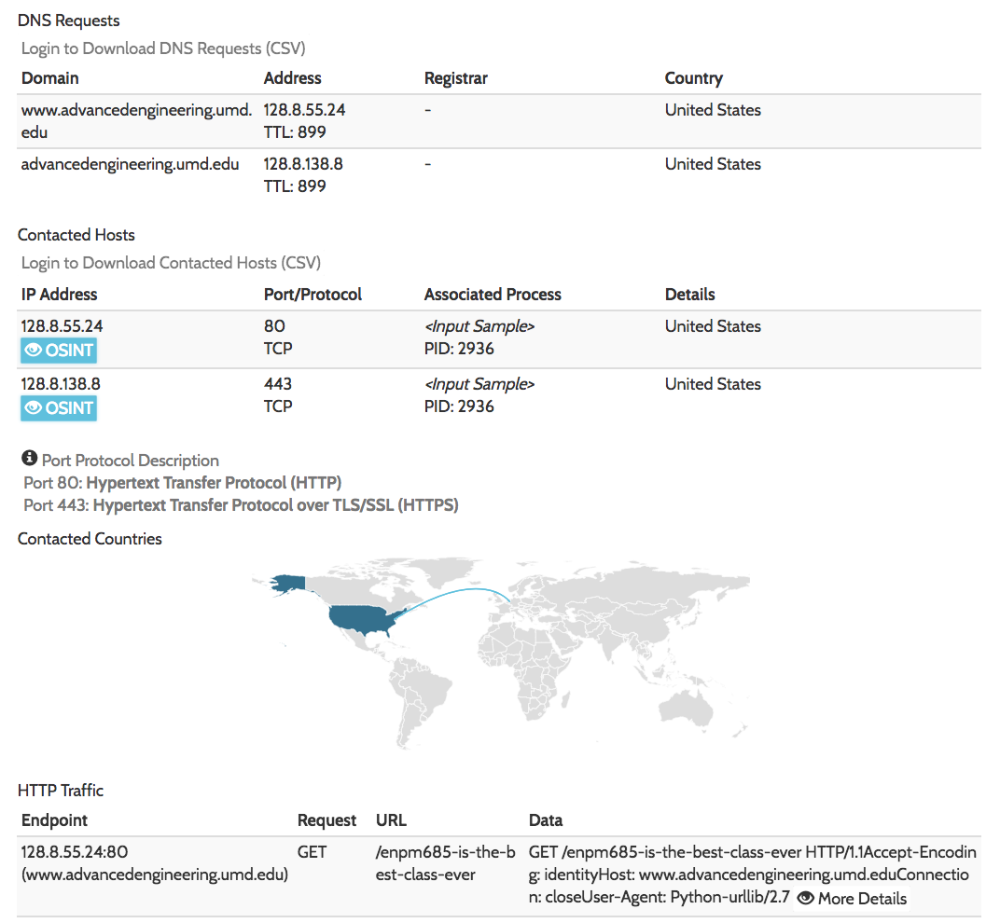 DNS Requests
Login to Download DNS Requests (CSV)
Domain Address Registrar Country
www.advancedengineering.umd. 128.8.55.24 - United States
edu TTL: 899
advancedengineering.umd.edu 128.8.138.8 - United States
TTL: 899
Contacted Hosts
Login to Download Contacted Hosts (CSV)
IP Address Port/Protocol Associated Process Details
128.8.55.24 80 <Input Sample> United States
OSINT TCP PID: 2936
128.8.138.8 443 <Input Sample> United States
OSINT TCP PID: 2936
Port Protocol Description
Port 80: Hypertext Transfer Protocol (HTTP)
Port 443: Hypertext Transfer Protocol over TLS/SSL (HTTPS)
Contacted Countries
HTTP Traffic
Endpoint Request URL Data
128.8.55.24:80 GET /enpm685-is-the-b GET /enpm685-is-the-best-class-ever HTTP/1.1Accept-Encodin
(www.advancedengineering.umd.edu) est-class-ever g: identityHost: www.advancedengineering.umd.eduConnectio
n: closeUser-Agent: Python-urllib/2.7 More Details